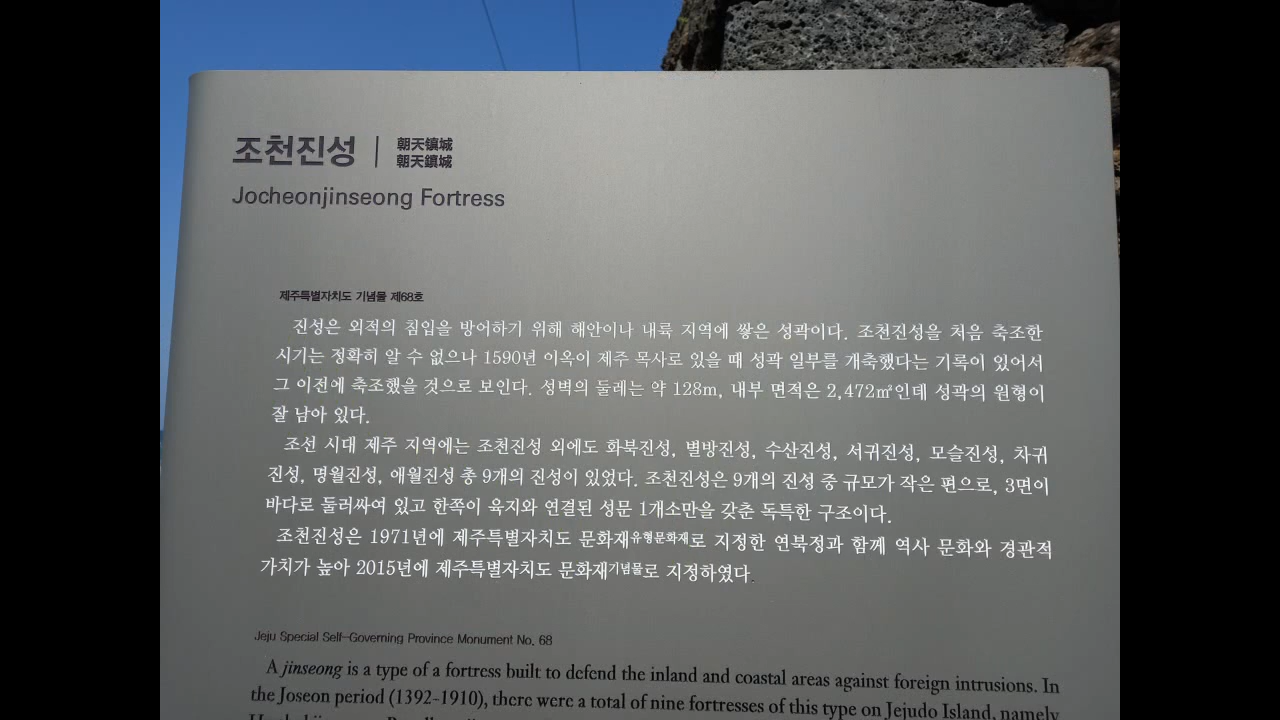 조천진성
朝天镇城
朝天鎭城
Jocheonjinseong Fortress
제주특별자치도 기념물 제68호
진성은 외적의 침입을 방어하기 위해 해안이나 내륙 지역에 쌓은 성곽이다. 조천진성을 처음 축조한
시기는 정확히 알 수 없으나 1590년 이옥이 제주 목사로 있을 때 성곽 일부를 개축했다는 기록이 있어서
그 이전에 축조했을 것으로 보인다. 성벽의 둘레는 약 128m, 내부 면적은 2,472㎡인데 성곽의 원형이
잘 남아 있다.
조선 시대 제주 지역에는 조천진성 외에도 화북진성, 별방진성, 수산진성, 서귀진성, 모슬진성, 차귀
진성, 명월진성, 애월진성 총 9개의 진성이 있었다. 조천진성은 9개의 진성 중 규모가 작은 편으로, 3면이
바다로 둘러싸여 있고 한쪽이 육지와 연결된 성문 1개소만을 갖춘 독특한 구조이다.
조천진성은 1971년에 제주특별자치도 문화재유형문화재로 지정한 연북정과 함께 역사 문화와 경관적
가치가 높아 2015년에 제주특별자치도 문화재기념물로 지정하였다.
Jeju Special Self-Governing Province Monument No. 68
A jinseong is a type of a fortress built to defend the inland and coastal areas against foreign intrusions. In
the Joseon period (1392-1910), there were a total of nine fortresses of this type on Jejudo Island, namely